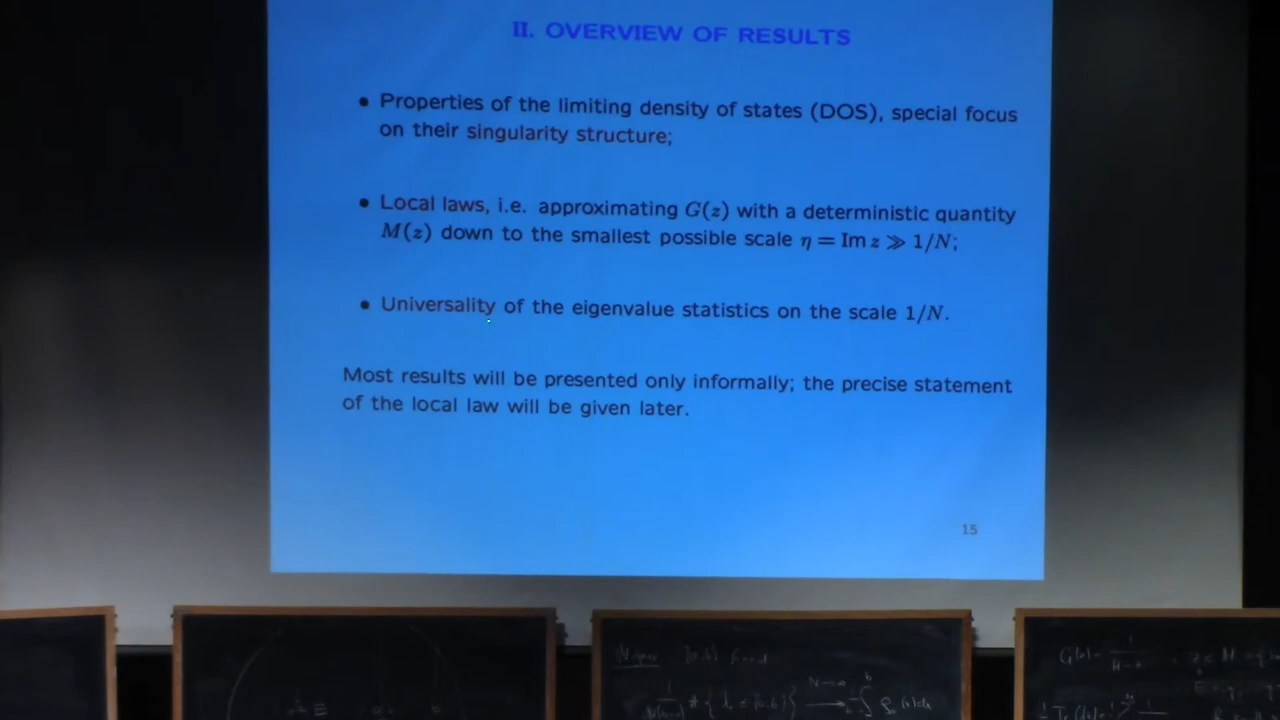 II. OVERVIEW OF RESULTS
• Properties of the limiting density of states (DOS), special focus
on their singularity structure;
• Local laws, i.e. approximating G(z) with a deterministic quantity
M(z) down to the smallest possible scale η = Im z ≫ 1/N;
• Universality of the eigenvalue statistics on the scale 1/N.
Most results will be presented only informally; the precise statement
of the local law will be given later.
15